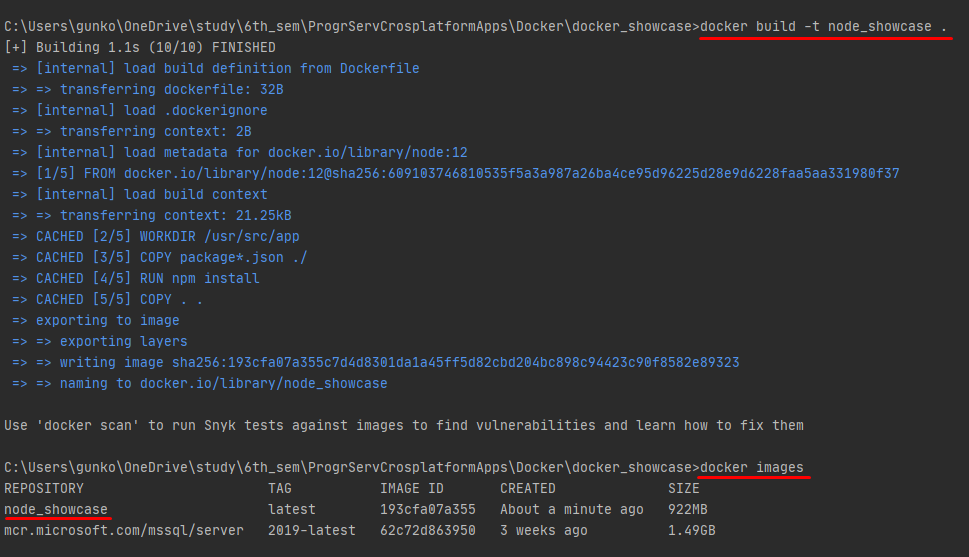 C:\Users\gunko\OneDrive\study\6th_sem\ProgrServCrosplatformApps\Docker\docker_showcase>docker build -t node_showcase .
[+] Building 1.1s (10/10) FINISHED
=> [internal] load build definition from Dockerfile
=> => transferring dockerfile: 32B
=> [internal] load .dockerignore
=> => transferring context: 2B
=> [internal] load metadata for docker.io/library/node:12
=> [1/5] FROM docker.io/library/node:12@sha256:609103746810535f5a3a987a26ba4ce95d96225d28e9d6228faa5aa331980f37
=> [internal] load build context
=> => transferring context: 21.25kB
=> CACHED [2/5] WORKDIR /usr/src/app
=> CACHED [3/5] COPY package*.json ./
=> CACHED [4/5] RUN npm install
=> CACHED [5/5] COPY . .
=> exporting to image
=> => exporting layers
=> => writing image sha256:193cfa07a355c7d4d8301da1a45ff5d82cbd204bc898c94423c90f8582e89323
=> => naming to docker.io/library/node_showcase
Use 'docker scan' to run Snyk tests against images to find vulnerabilities and learn how to fix them
C:\Users\gunko\OneDrive\study\6th_sem\ProgrServCrosplatformApps\Docker\docker_showcase>docker images
REPOSITORY TAG IMAGE ID CREATED SIZE
node_showcase latest 193cfa07a355 About a minute ago 922MB
mcr.microsoft.com/mssql/server 2019-latest 62c72d863950 3 weeks ago 1.49GB